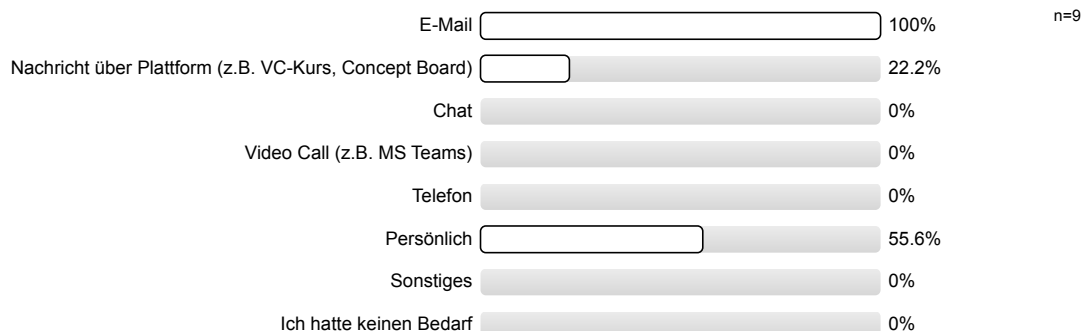 E-Mail 100% n=9
Nachricht über Plattform (z.B. VC-Kurs, Concept Board) 22.2%
Chat 0%
Video Call (z.B. MS Teams) 0%
Telefon 0%
Persönlich 55.6%
Sonstiges 0%
Ich hatte keinen Bedarf 0%